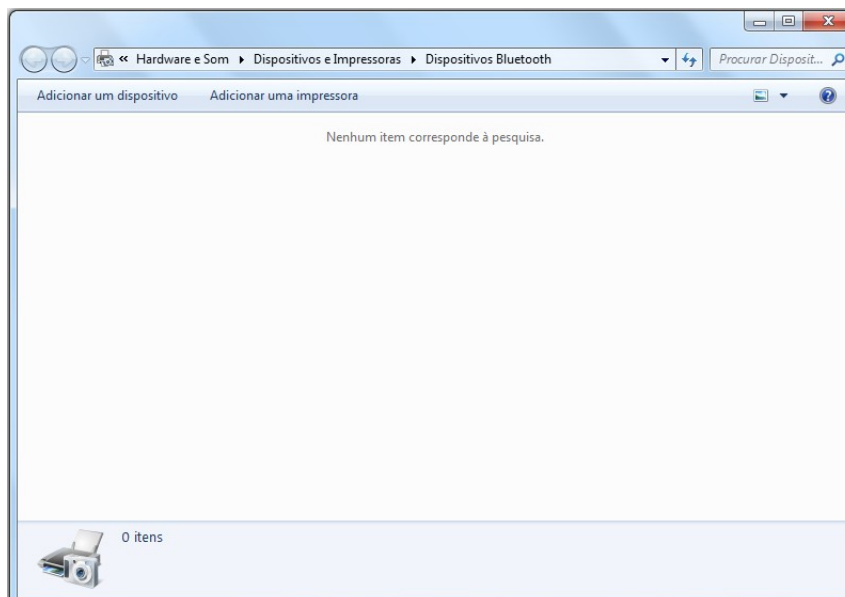 « Hardware e Som ▸ Dispositivos e Impressoras ▸ Dispositivos Bluetooth
Procurar Disposit...
Adicionar um dispositivo Adicionar uma impressora
Nenhum item corresponde à pesquisa.
0 itens